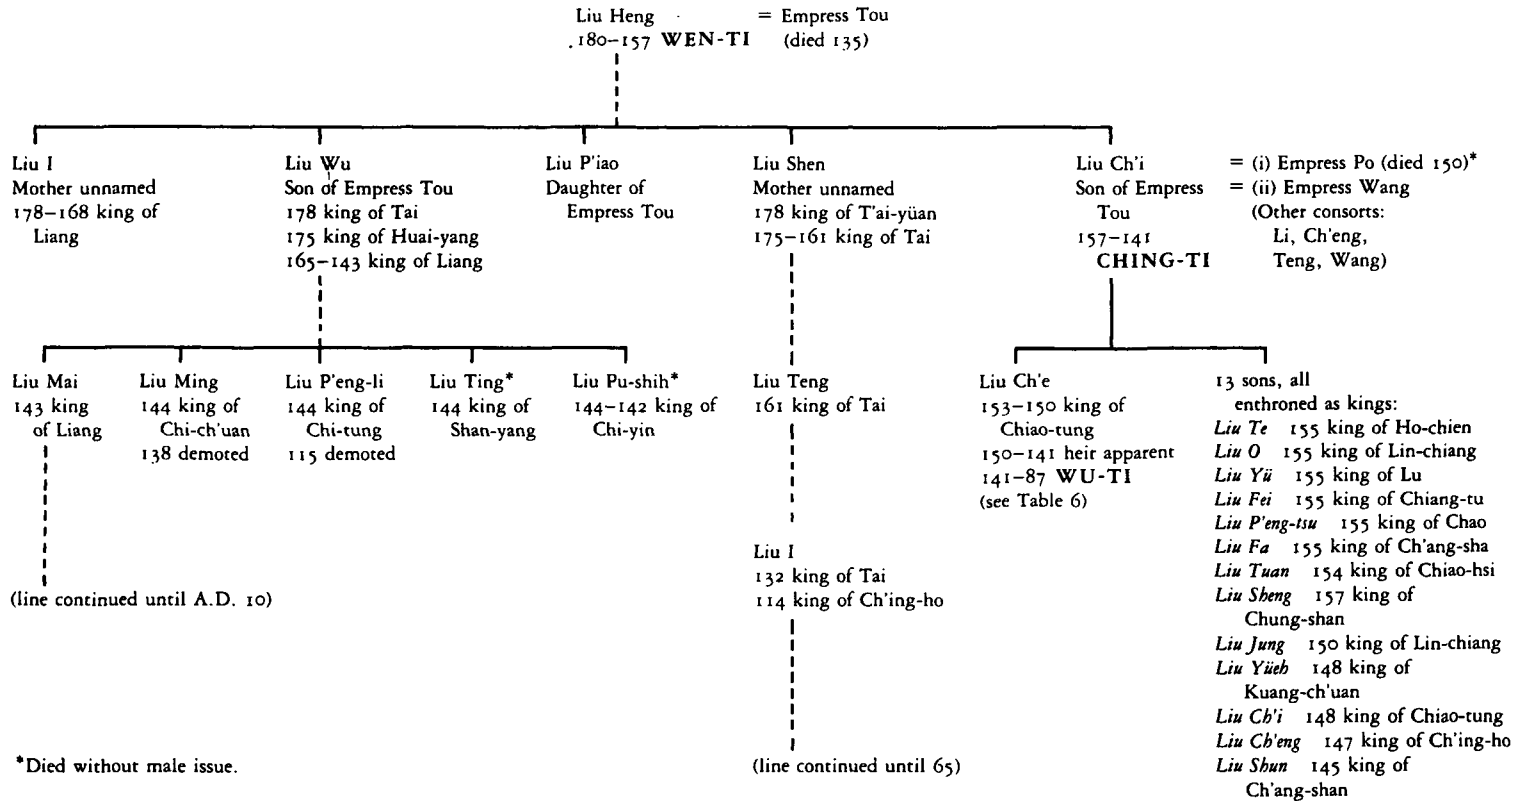 Liu Heng = Empress Tou
180–157 WEN-TI (died 135)
Liu I
Mother unnamed
178–168 king of
Liang
Liu Wu
Son of Empress Tou
178 king of Tai
175 king of Huai-yang
165–143 king of Liang
Liu P'iao
Daughter of
Empress Tou
Liu Shen
Mother unnamed
178 king of T'ai-yüan
175–161 king of Tai
Liu Ch'i
Son of Empress
Tou
157–141
CHING-TI
= (i) Empress Po (died 150)*
= (ii) Empress Wang
(Other consorts:
Li, Ch'eng,
Teng, Wang)
Liu Mai
143 king
of Liang
Liu Ming
144 king of
Chi-ch'uan
138 demoted
Liu P'eng-li
144 king of
Chi-tung
115 demoted
Liu Ting*
144 king of
Shan-yang
Liu Pu-shih*
144–142 king of
Chi-yin
Liu Teng
161 king of Tai
Liu Ch'e
153–150 king of
Chiao-tung
150–141 heir apparent
141–87 WU-TI
(see Table 6)
13 sons, all
enthroned as kings:
Liu Te 155 king of Ho-chien
Liu O 155 king of Lin-chiang
Liu Yü 155 king of Lu
Liu Fei 155 king of Chiang-tu
Liu P'eng-tsu 155 king of Chao
Liu Fa 155 king of Ch'ang-sha
Liu Tuan 154 king of Chiao-hsi
Liu Sheng 157 king of
Chung-shan
Liu Jung 150 king of Lin-chiang
Liu Yüeh 148 king of
Kuang-ch'uan
Liu Ch'i 148 king of Chiao-tung
Liu Ch'eng 147 king of Ch'ing-ho
Liu Shun 145 king of
Ch'ang-shan
Liu I
132 king of Tai
114 king of Ch'ing-ho
(line continued until A.D. 10)
(line continued until 65)
*Died without male issue.